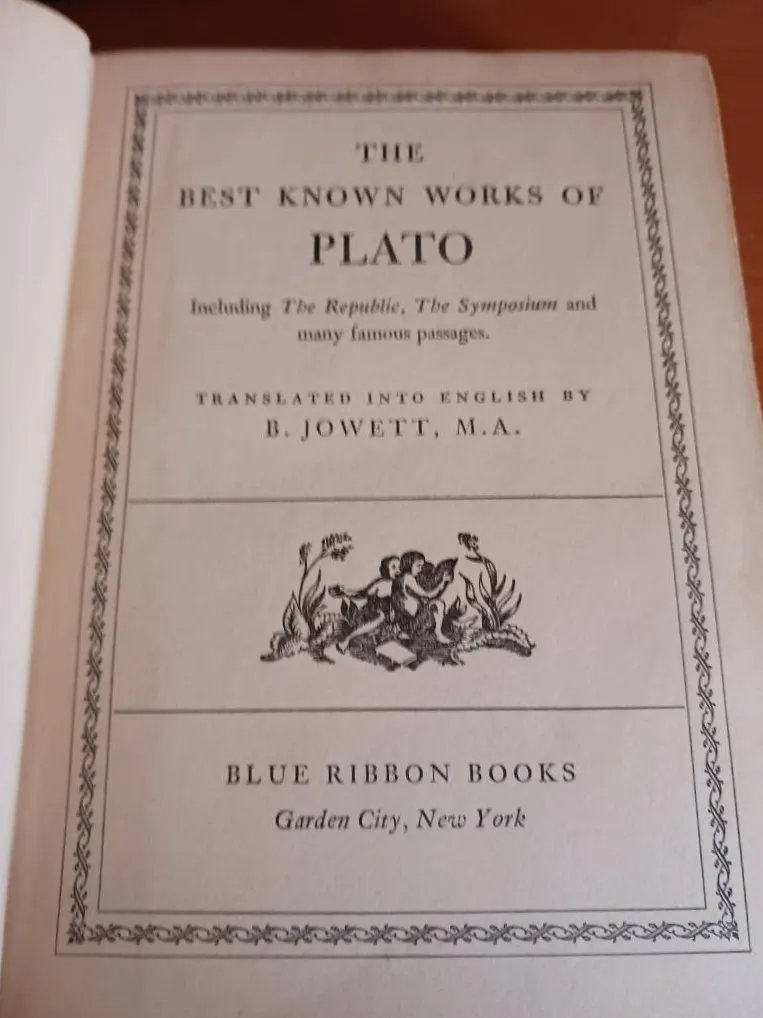 THE
BEST KNOWN WORKS OF
PLATO
Including The Republic, The Symposium and
many famous passages.
TRANSLATED INTO ENGLISH BY
B. JOWETT, M.A.
BLUE RIBBON BOOKS
Garden City, New York